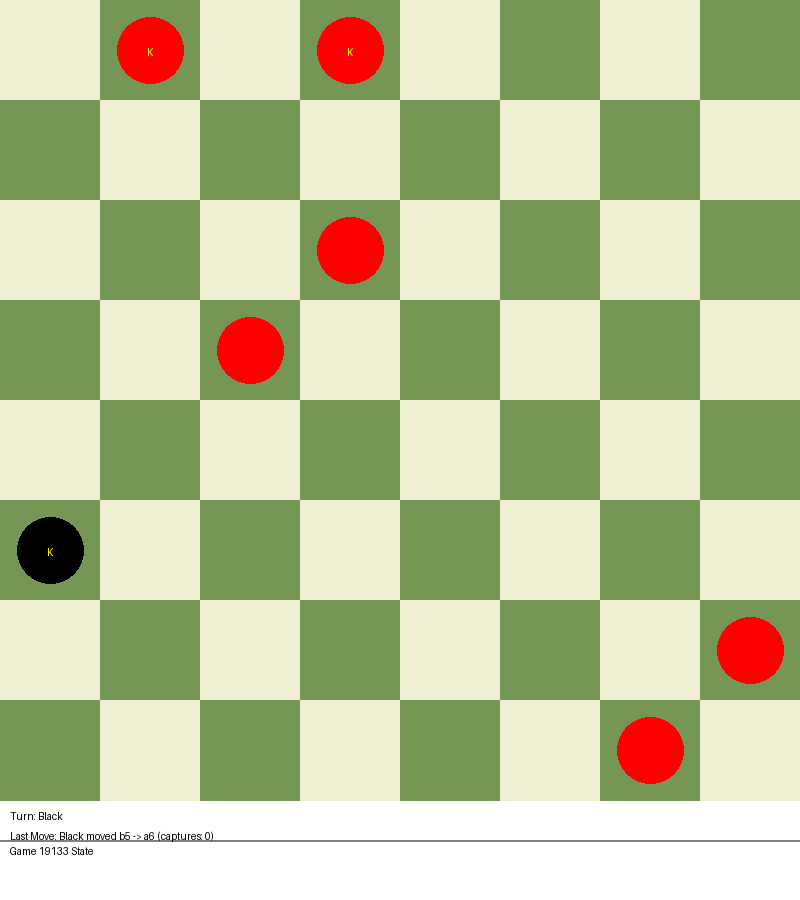 K K
K
Turn: Black
Last Move: Black moved b5 -> a6 (captures: 0)
Game 19133 State